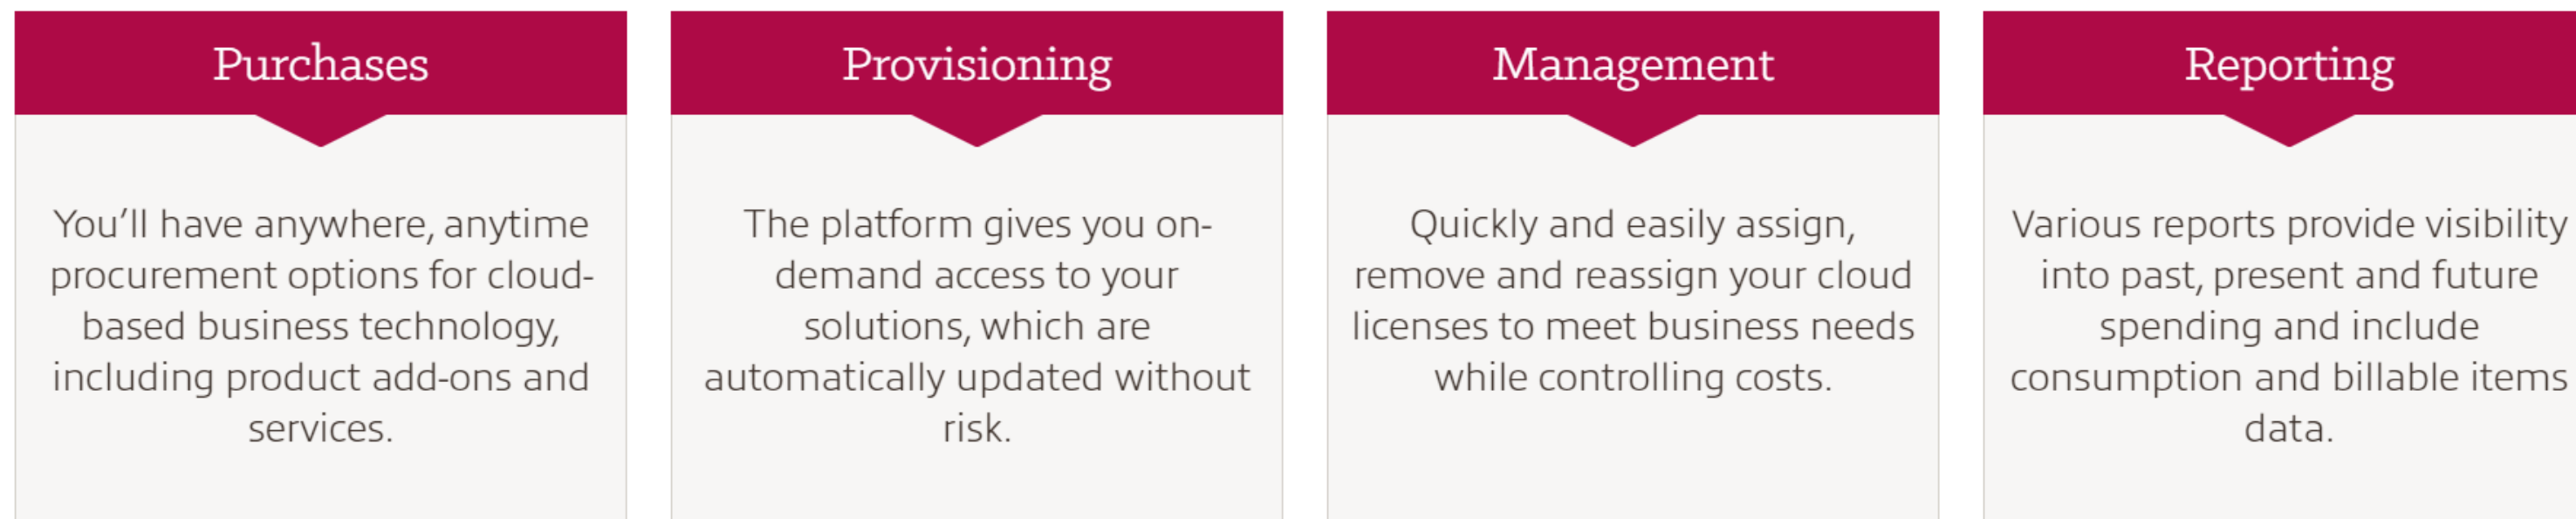 Purchases
You'll have anywhere, anytime
procurement options for cloud-
based business technology,
including product add-ons and
services.
Provisioning
The platform gives you on-
demand access to your
solutions, which are
automatically updated without
risk.
Management
Quickly and easily assign,
remove and reassign your cloud
licenses to meet business needs
while controlling costs.
Reporting
Various reports provide visibility
into past, present and future
spending and include
consumption and billable items
data.